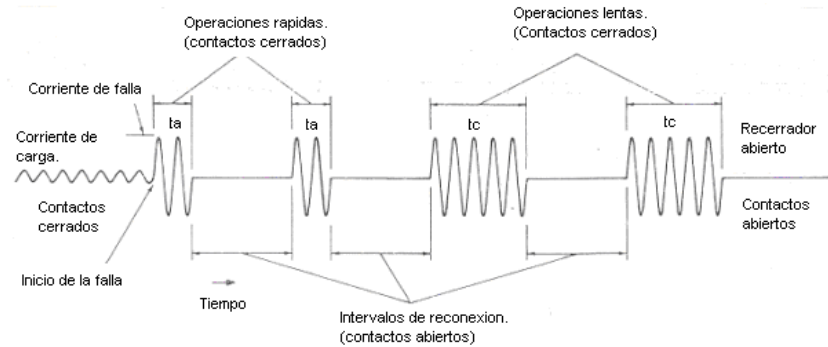 Operaciones rapidas.
(contactos cerrados)
Operaciones lentas.
(Contactos cerrados)
Corriente de falla
ta
ta
tc
tc
Corriente de
carga.
Recerrador
abierto
Contactos
cerrados
Contactos
abiertos
Inicio de la falla
Tiempo
Intervalos de reconexion.
(contactos abiertos)